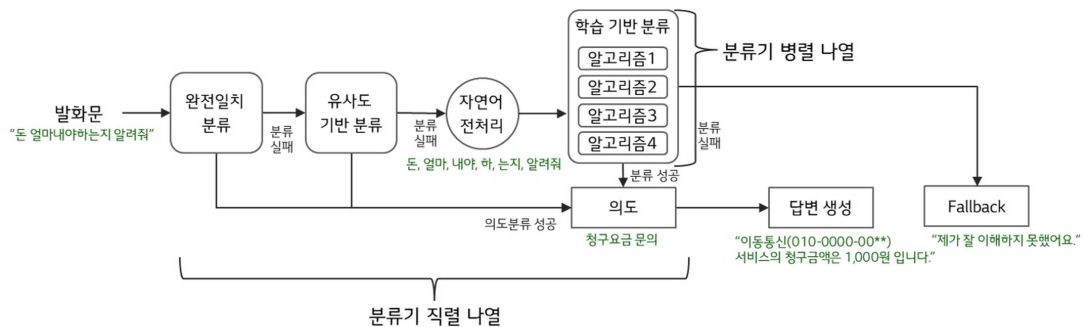 발화문
"돈 얼마내야하는지 알려줘"
완전일치
분류
분류
실패
유사도
기반 분류
분류
실패
자연어
전처리
돈, 얼마, 내야, 하, 는지, 알려줘
학습 기반 분류
알고리즘1
알고리즘2
알고리즘3
알고리즘4
분류기 병렬 나열
분류
실패
분류 성공
의도분류 성공
의도
청구요금 문의
답변 생성
"이동통신(010-0000-00**)
서비스의 청구금액은 1,000원 입니다."
Fallback
"제가 잘 이해하지 못했어요."
분류기 직렬 나열